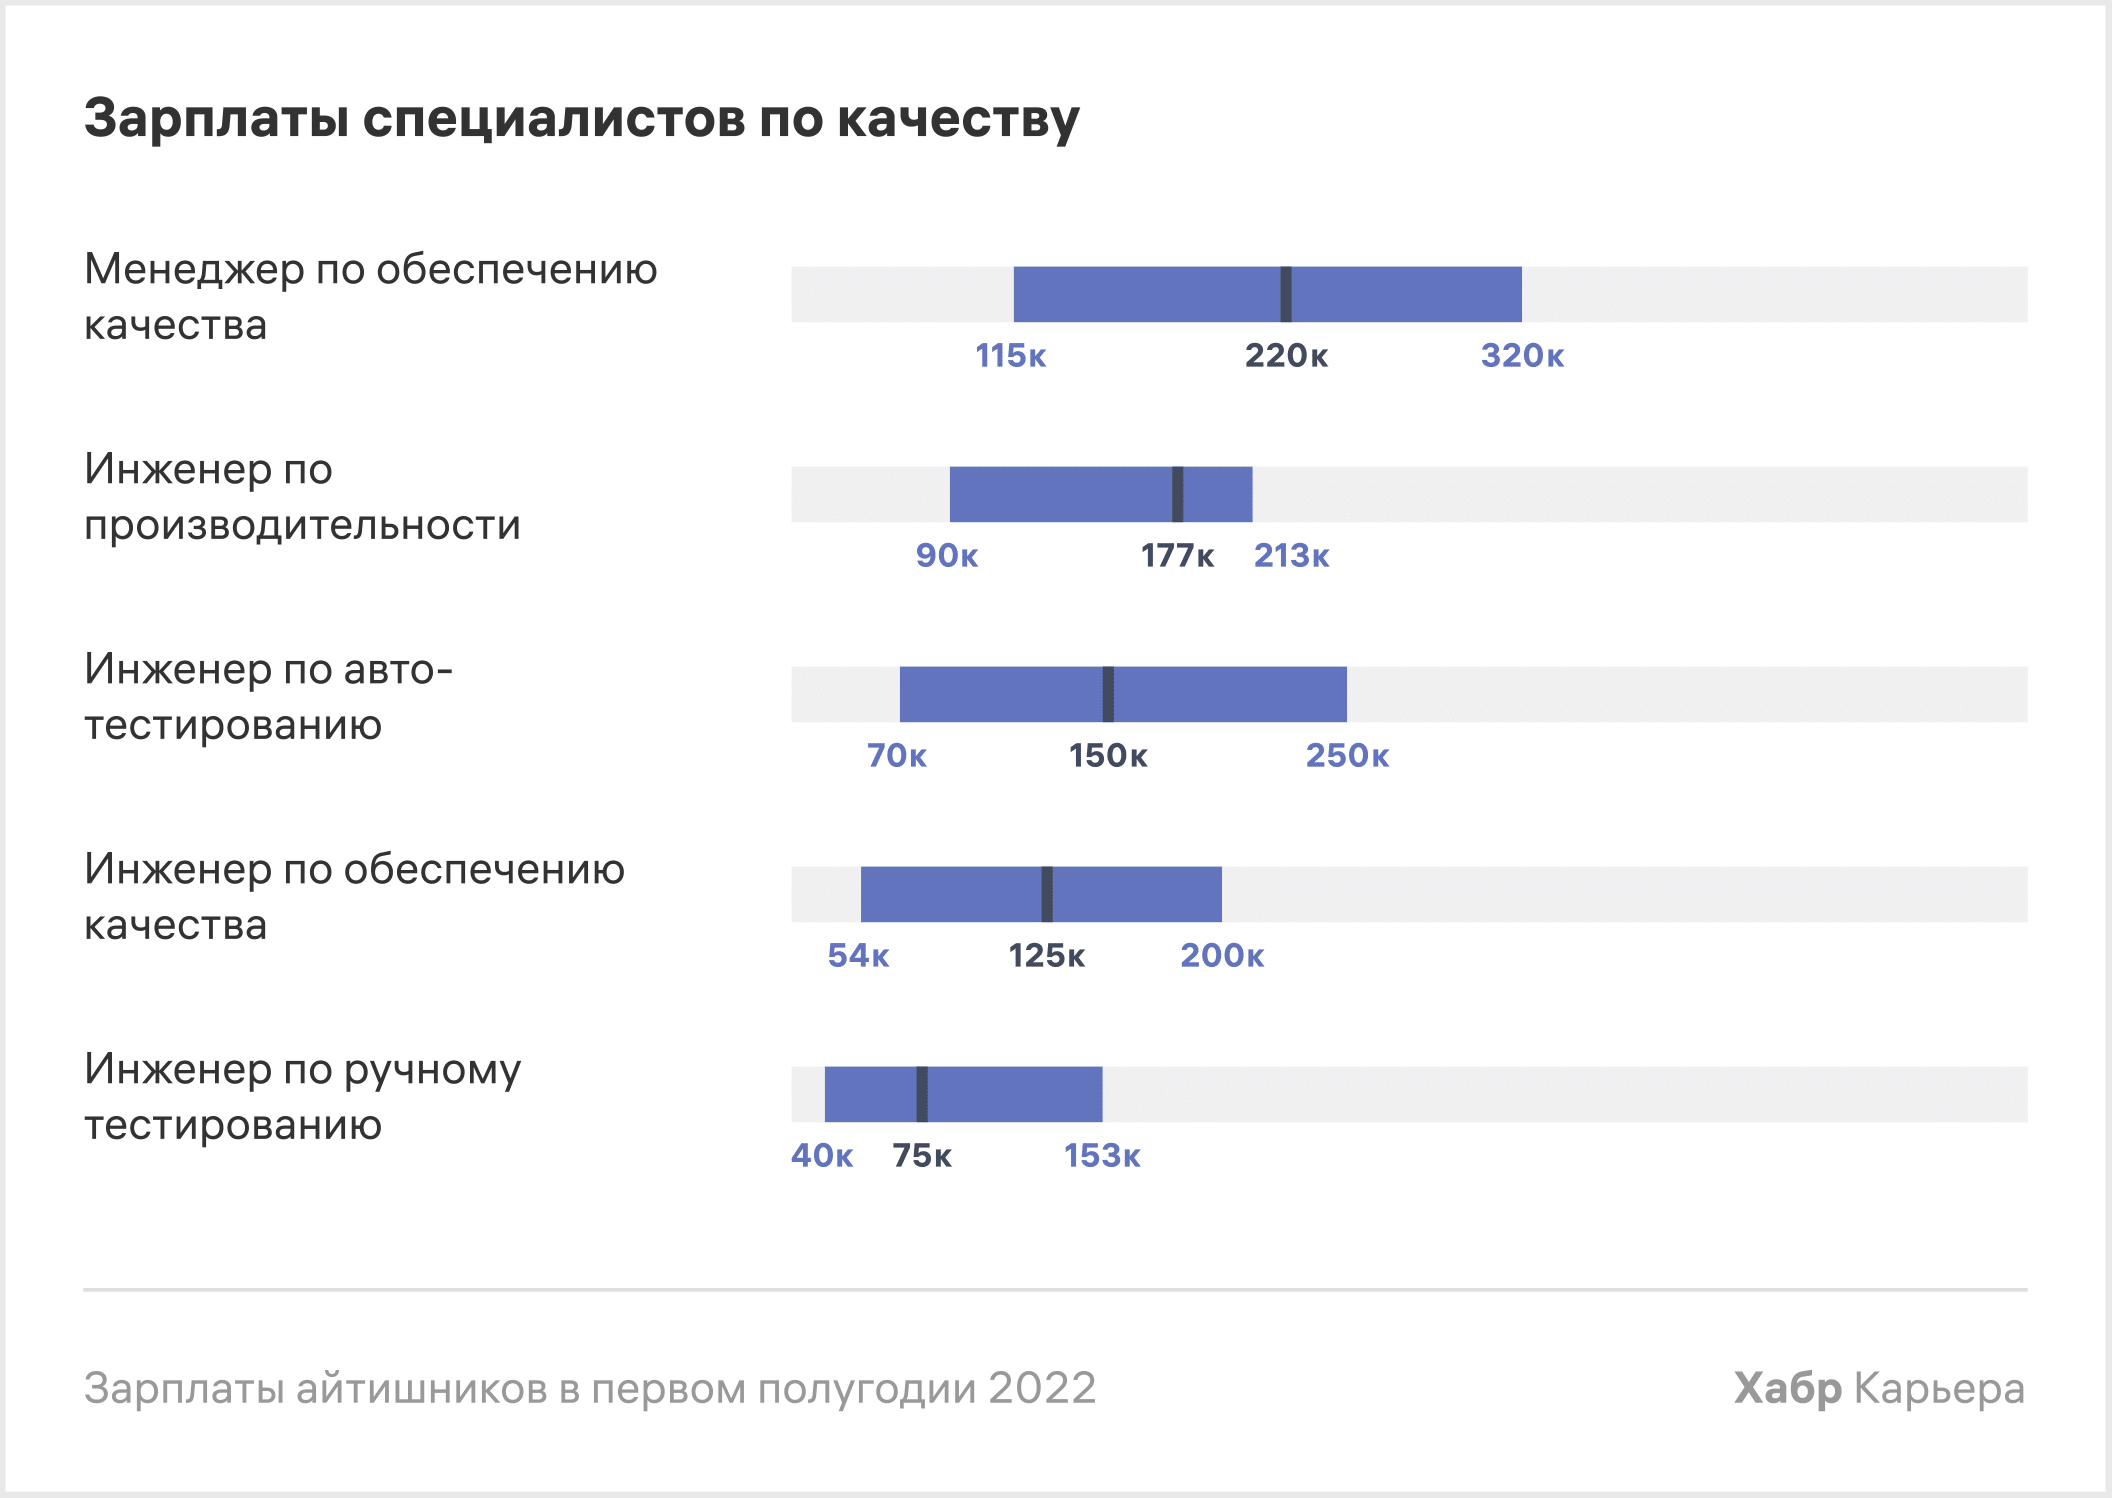 Зарплаты специалистов по качеству
Менеджер по обеспечению
качества
115к 220к 320к
Инженер по
производительности
90к 177к 213к
Инженер по авто-
тестированию
70к 150к 250к
Инженер по обеспечению
качества
54к 125к 200к
Инженер по ручному
тестированию
40к 75к 153к
Зарплаты айтишников в первом полугодии 2022
Хабр Карьера